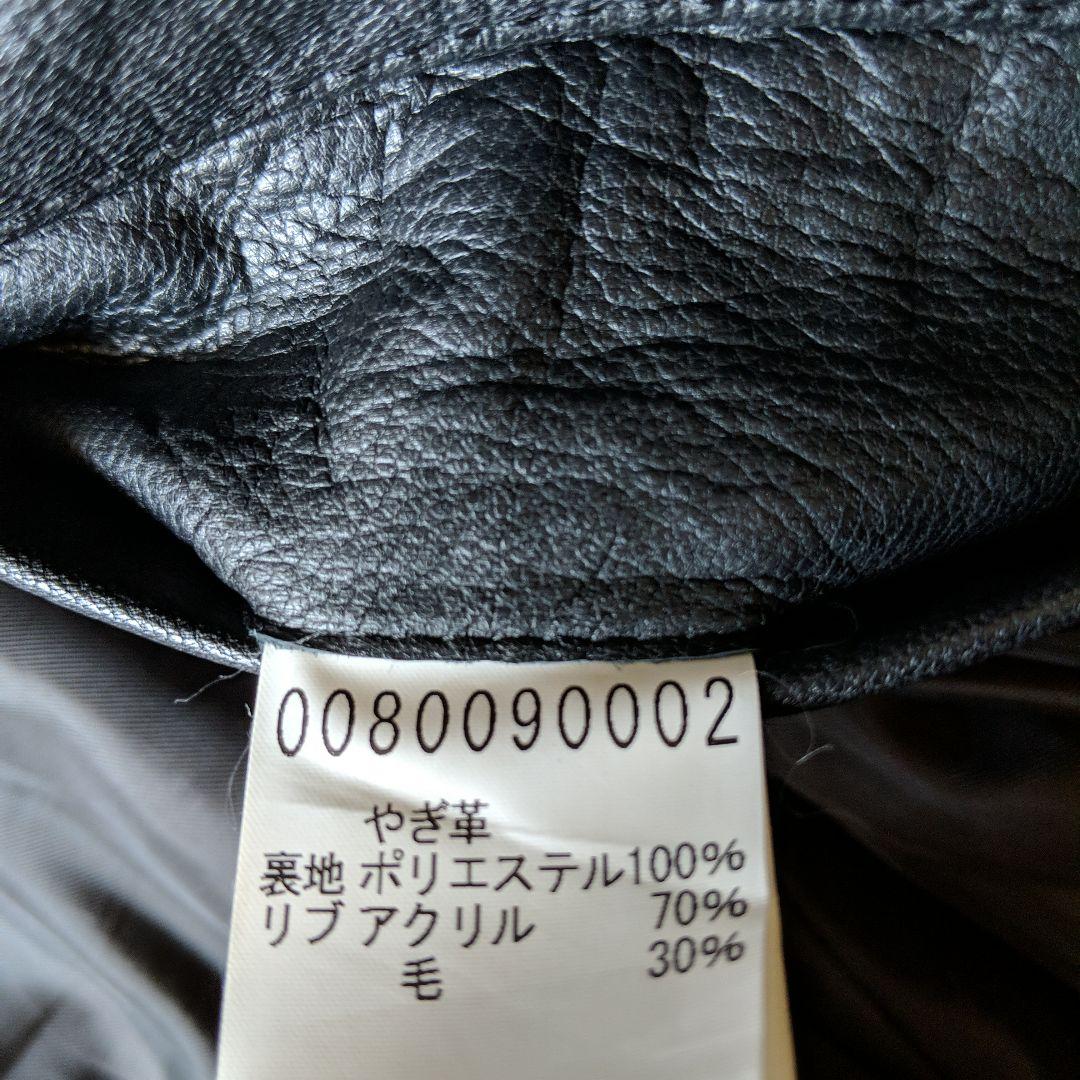 0080090002
やぎ革
裏地 ポリエステル100%
リブ アクリル 70%
毛 30%